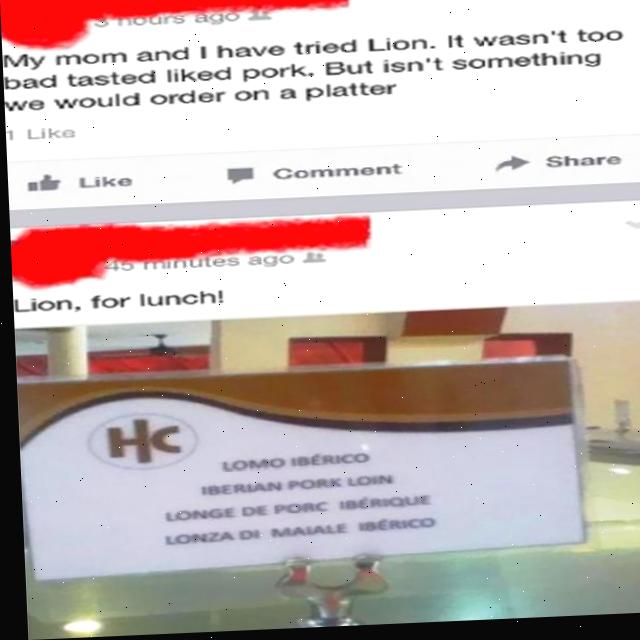 3 hours ago
My mom and I have tried Lion. It wasn't too
bad tasted liked pork. But isn't something
we would order on a platter
1 Like
Like Comment Share
45 minutes ago
Lion, for lunch!
HC
LOMO IBÉRICO
IBERIAN PORK LOIN
LONGE DE PORC IBÉRIQUE
LONZA DI MAIALE IBÉRICO